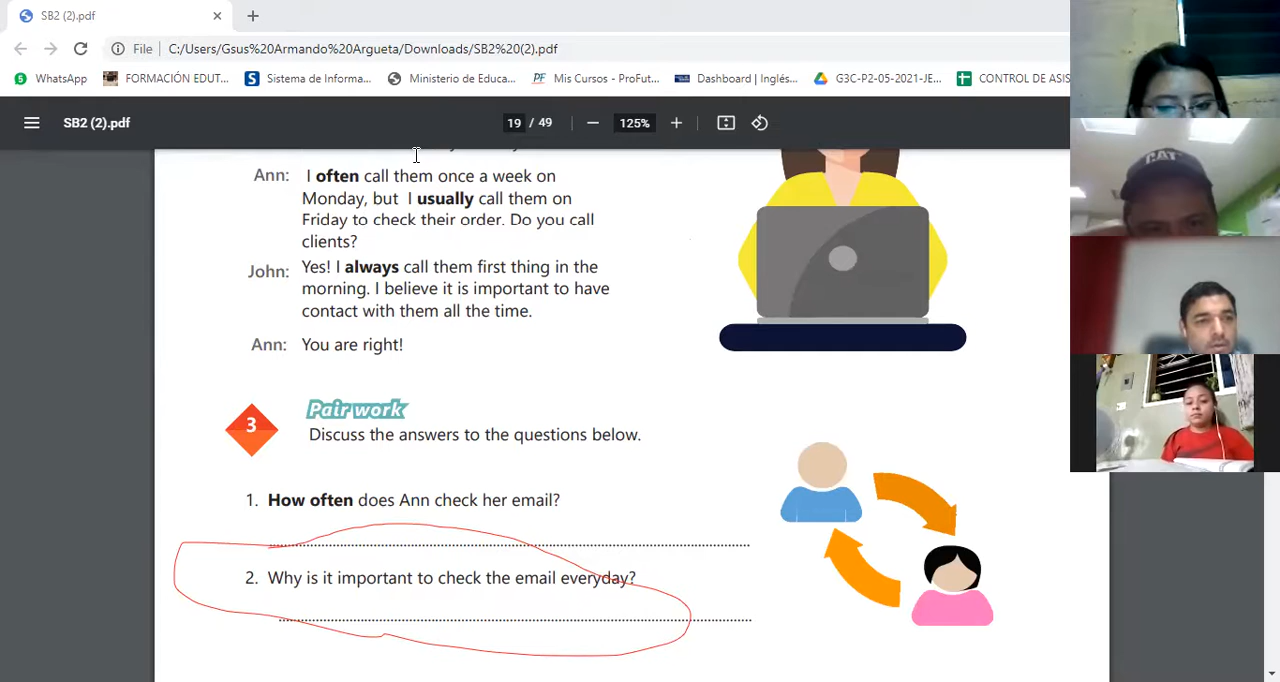 SB2 (2).pdf
File C:/Users/Gsus%20Armando%20Argueta/Downloads/SB2%20(2).pdf
WhatsApp FORMACIÓN EDUT... Sistema de Informa... Ministerio de Educa... Mis Cursos - ProFut... Dashboard | Inglés,... G3C-P2-05-2021-JE... CONTROL DE ASIS
SB2 (2).pdf 19 / 49 125%
Ann: I often call them once a week on
Monday, but I usually call them on
Friday to check their order. Do you call
clients?
John: Yes! I always call them first thing in the
morning. I believe it is important to have
contact with them all the time.
Ann: You are right!
3 Pair work
Discuss the answers to the questions below.
1. How often does Ann check her email?
2. Why is it important to check the email everyday?
CAT